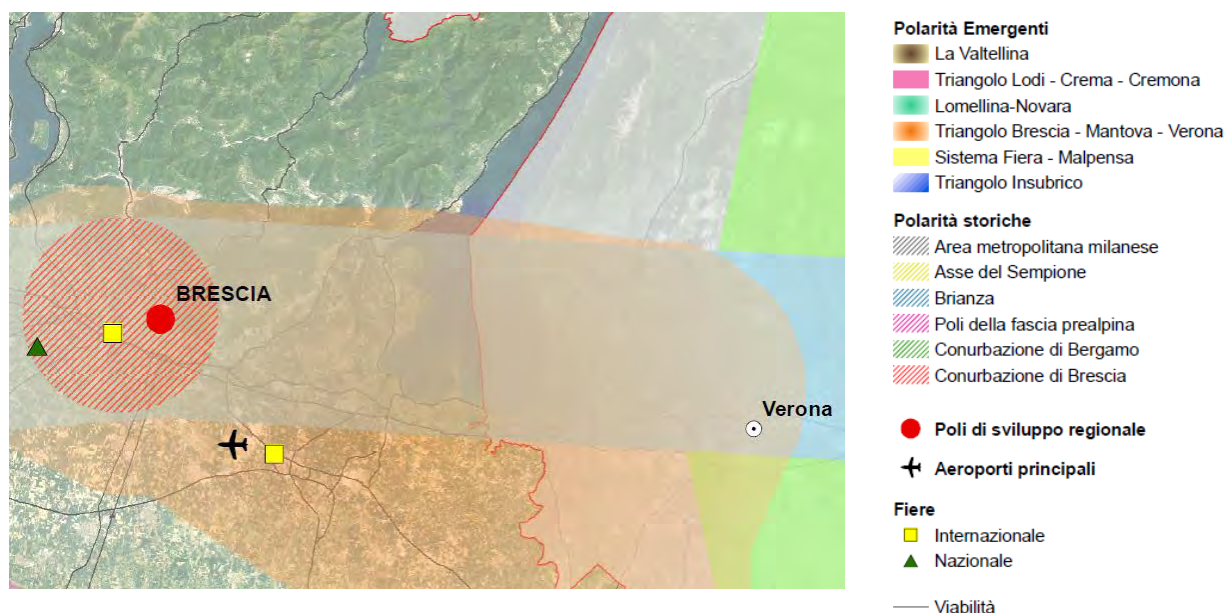 BRESCIA
Verona
Polarità Emergenti
La Valtellina
Triangolo Lodi - Crema - Cremona
Lomellina-Novara
Triangolo Brescia - Mantova - Verona
Sistema Fiera - Malpensa
Triangolo Insubrico
Polarità storiche
Area metropolitana milanese
Asse del Sempione
Brianza
Poli della fascia prealpina
Conurbazione di Bergamo
Conurbazione di Brescia
Poli di sviluppo regionale
Aeroporti principali
Fiere
Internazionale
Nazionale
Viabilità